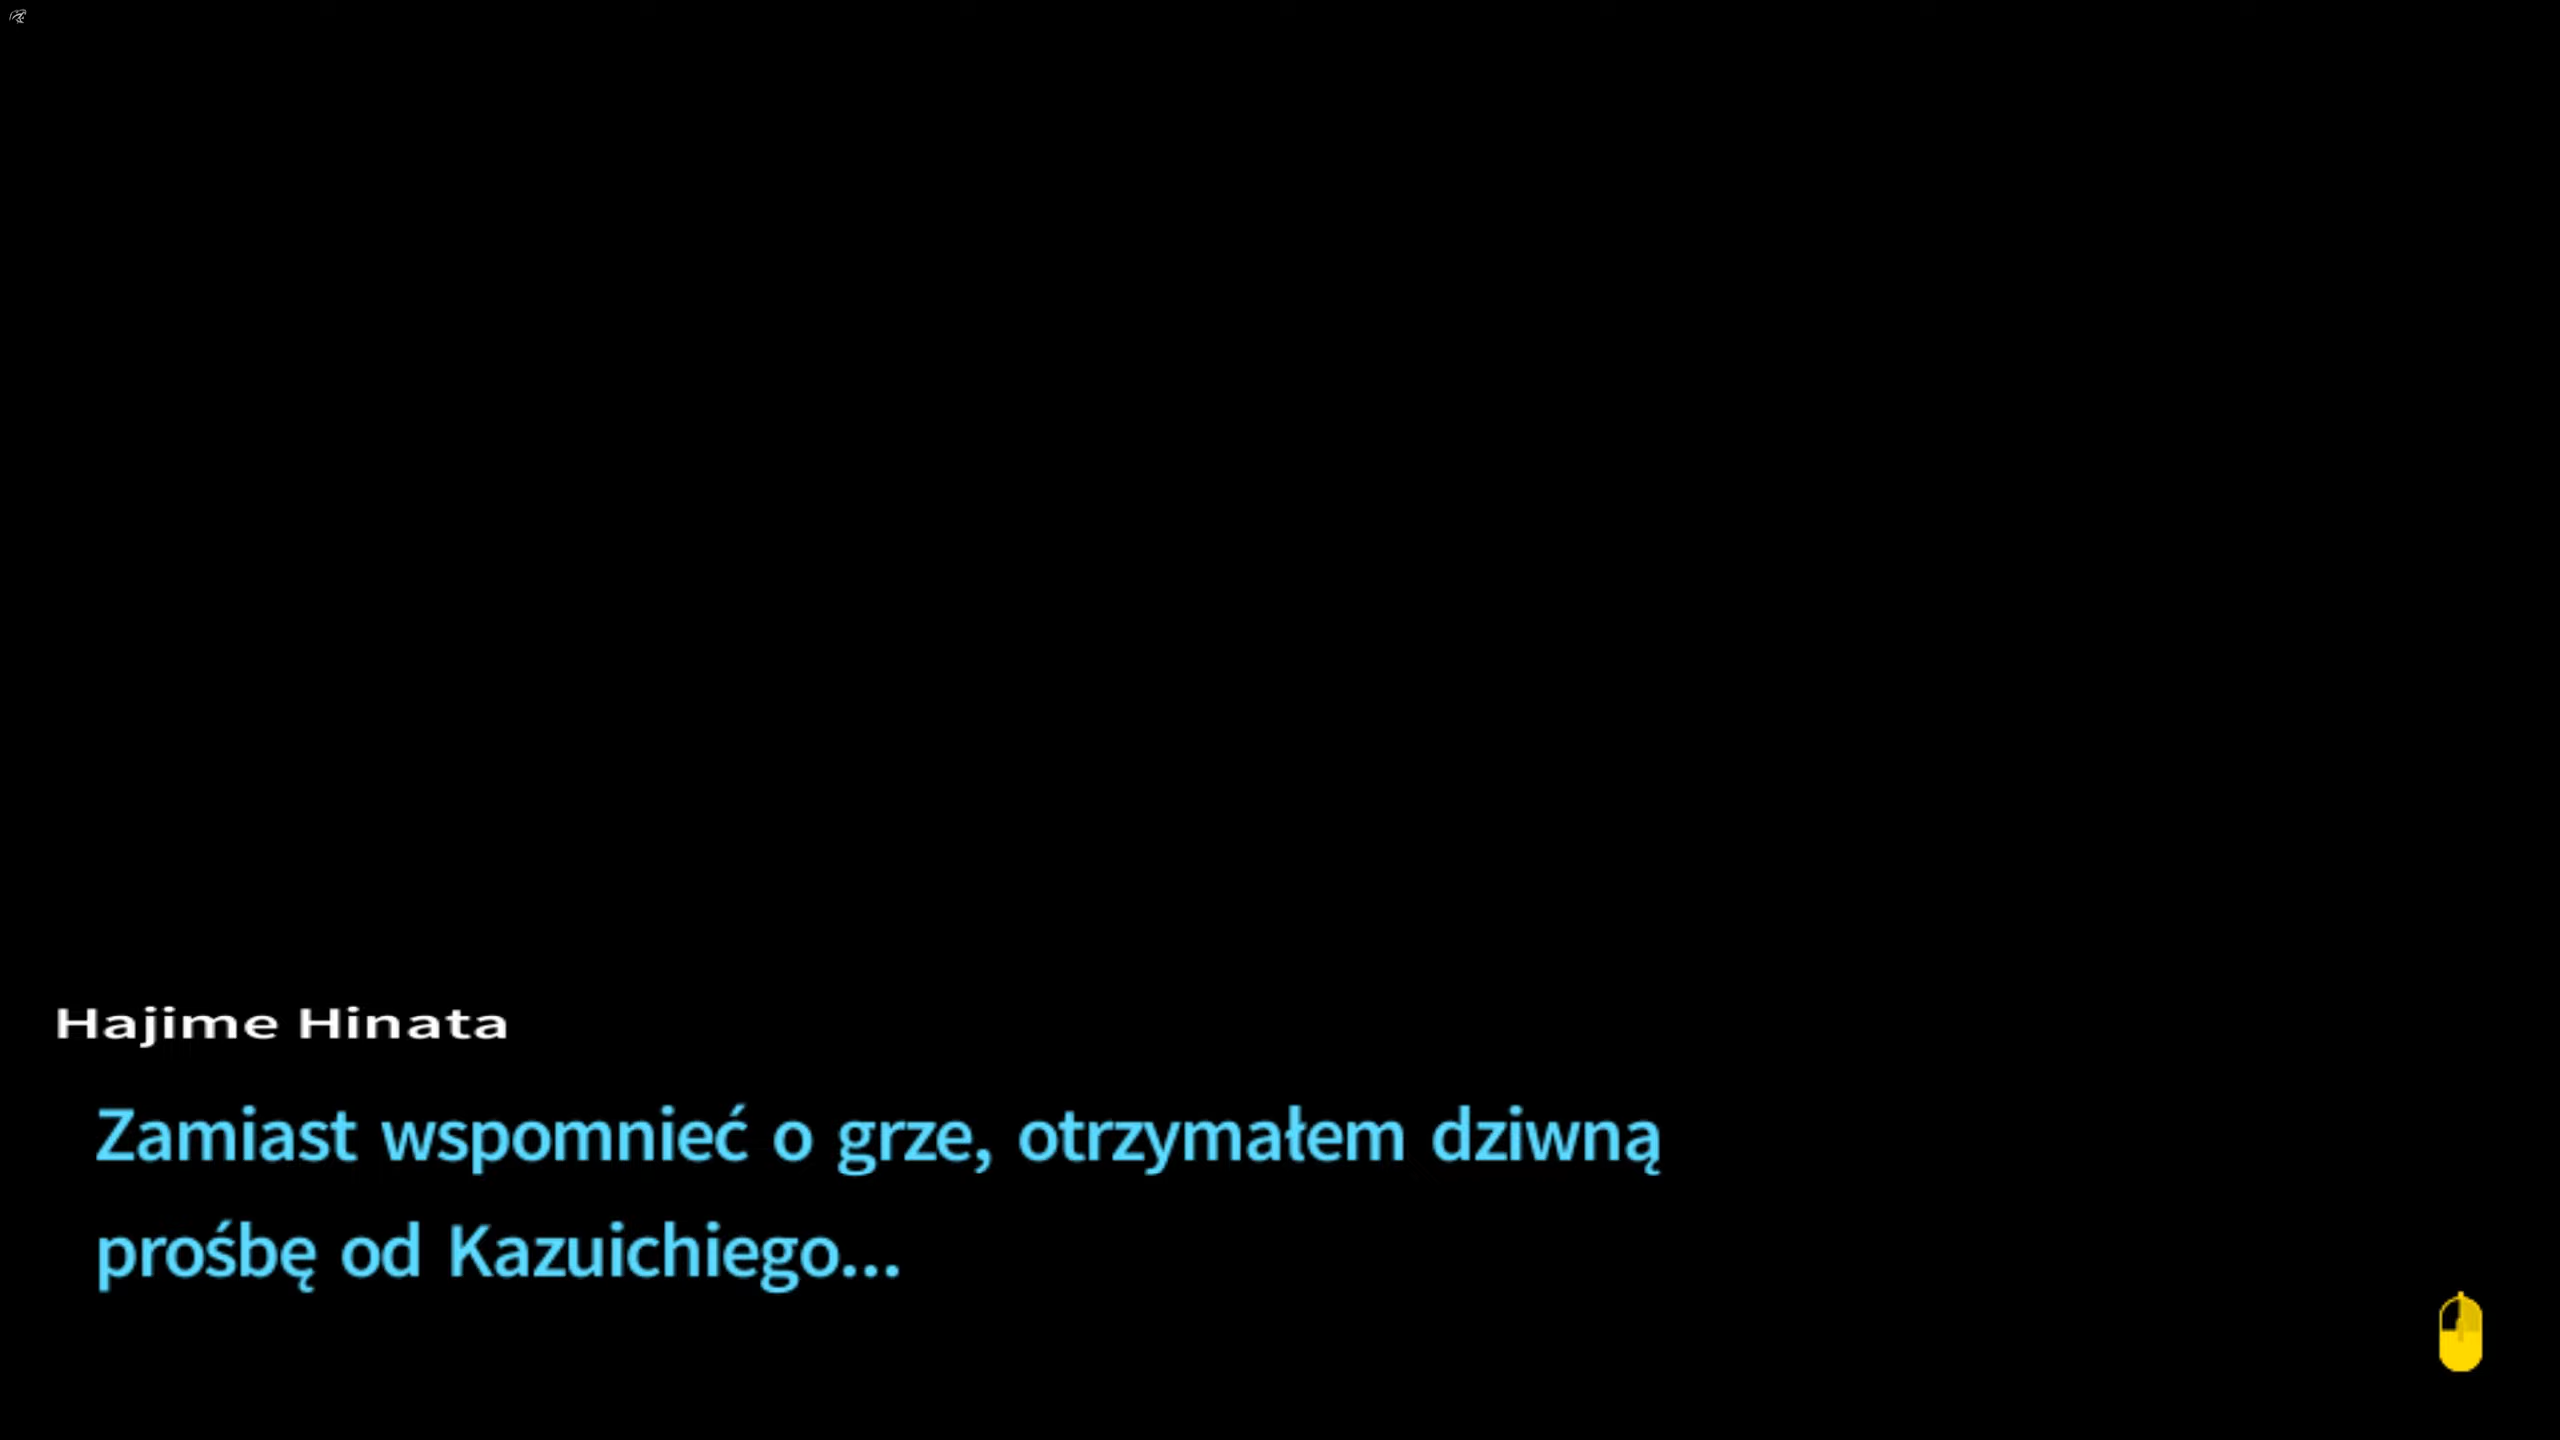 Hajime Hinata
Zamiast wspomnieć o grze, otrzymałem dziwną
prośbę od Kazuichiego...